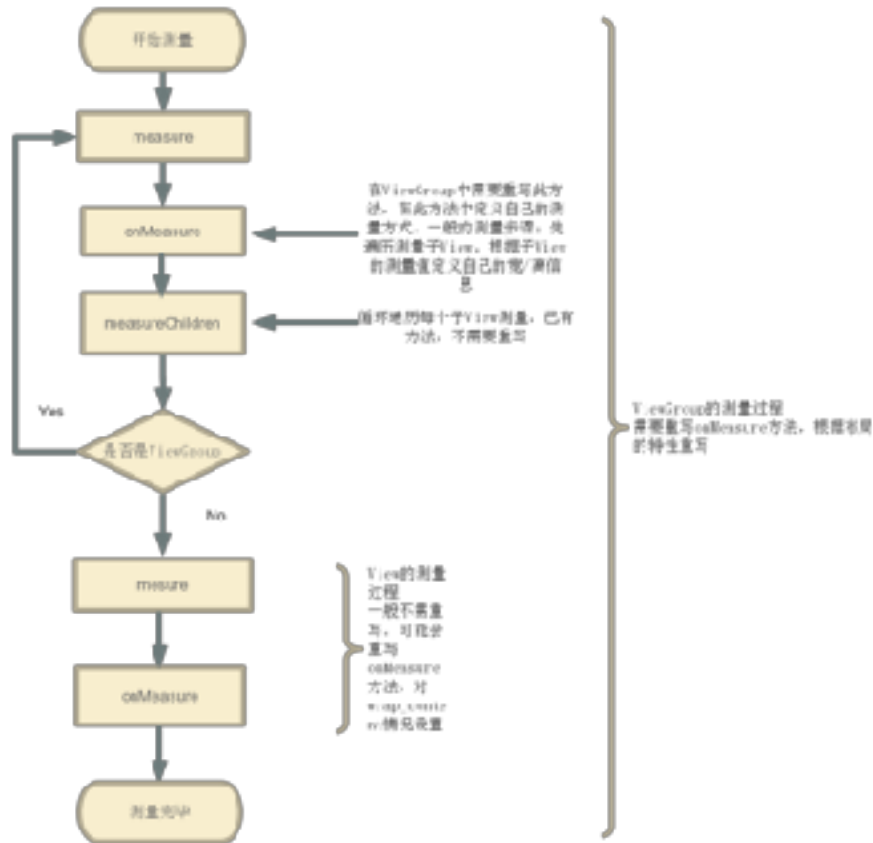 开始测量
measure
onMeasure
在ViewGroup中需要重写此方
法，在此方法中定义自己的测
量方式，一般的测量步骤，先
遍历测量子View，根据子View
的测量值定义自己的宽/高信
息
measureChildren
循环遍历每个子View测量，已有
方法，不需要重写
Yes
是否是ViewGroup
No
ViewGroup的测量过程
需要重写onMeasure方法，根据布局
的特性重写
mesure
onMeasure
View的测量
过程
一般不需重
写，可能会
重写
onMeasure
方法，对
wrap_conte
nt情况设置
测量完毕